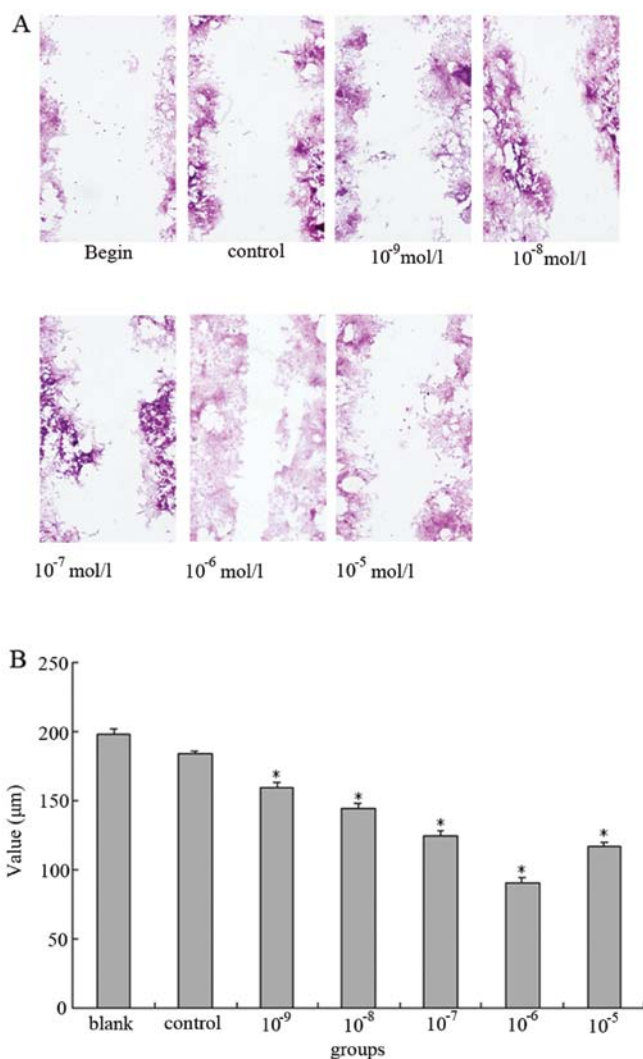 A
Begin control 10⁻⁹mol/l 10⁻⁸mol/l
10⁻⁷ mol/l 10⁻⁶ mol/l 10⁻⁵ mol/l
B
250
200
150
100
50
0
Value (μm)
* * * * *
blank control 10⁻⁹ 10⁻⁸ 10⁻⁷ 10⁻⁶ 10⁻⁵
groups